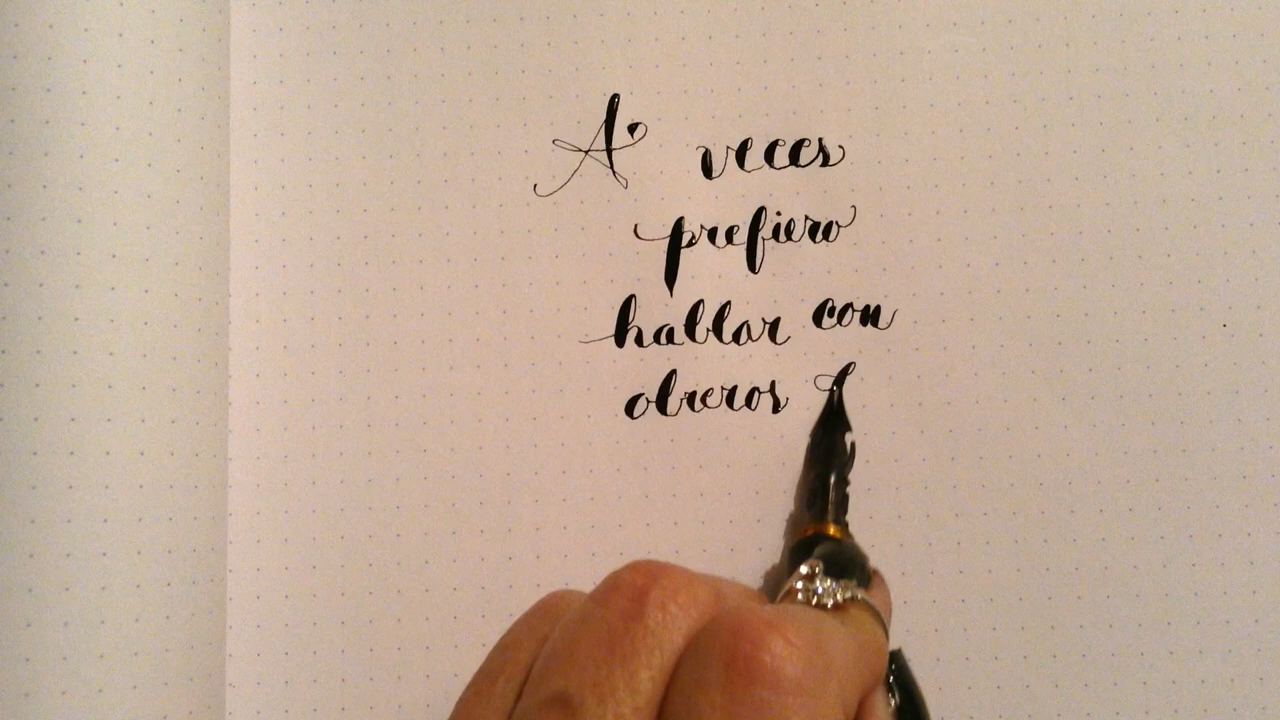 A veces
prefiero
hablar con
obreros